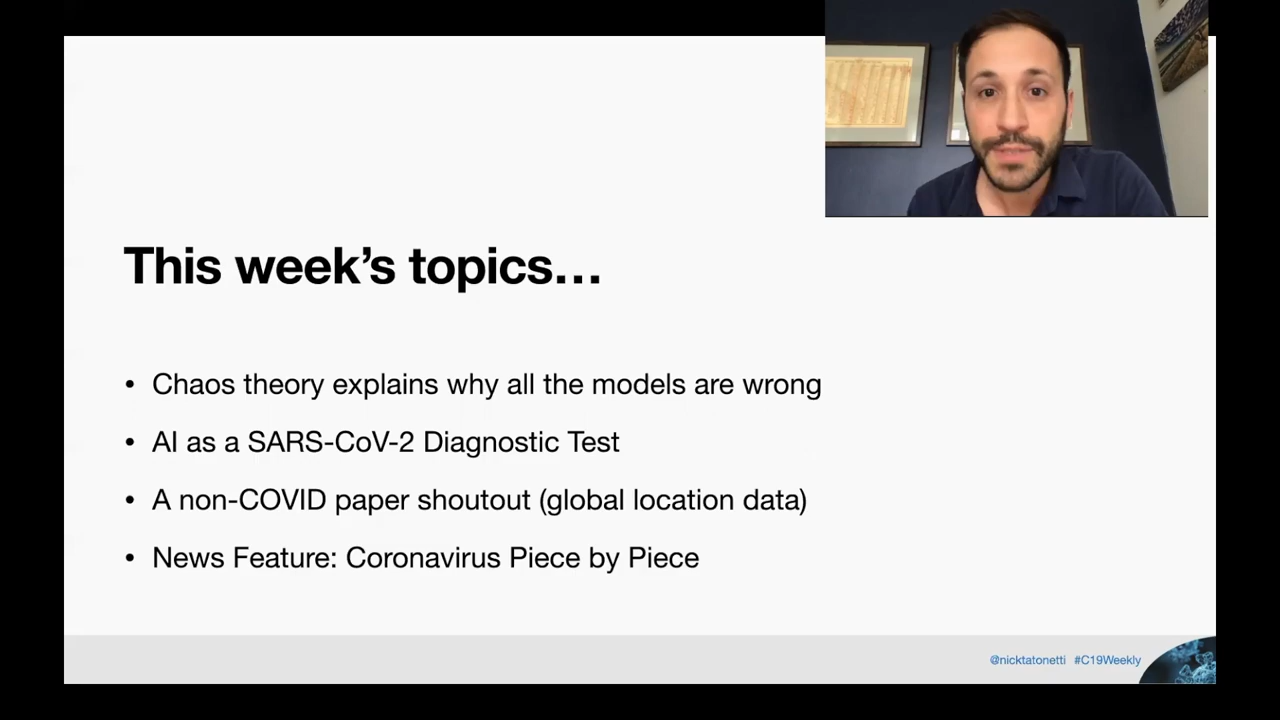 This week’s topics…
• Chaos theory explains why all the models are wrong
• AI as a SARS-CoV-2 Diagnostic Test
• A non-COVID paper shoutout (global location data)
• News Feature: Coronavirus Piece by Piece
@nicktatonetti #C19Weekly